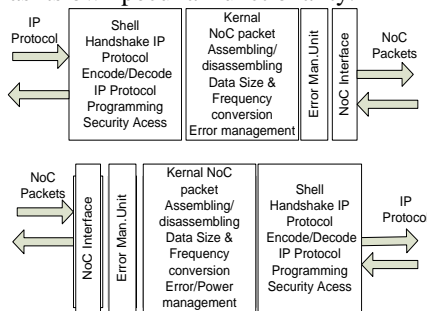 IP
Protocol
Shell
Handshake IP
Protocol
Encode/Decode
IP Protocol
Programming
Security Acess
Kernal
NoC packet
Assembling/
disassembling
Data Size &
Frequency
conversion
Error management
Error Man.Unit
NoC Interface
NoC
Packets
NoC
Packets
NoC Interface
Error Man.Unit
Kernal NoC
packet
Assembling/
disassembling
Data Size &
Frequency
conversion
Error/Power
management
Shell
Handshake IP
Protocol
Encode/Decode
IP Protocol
Programming
Security Acess
IP
Protocol